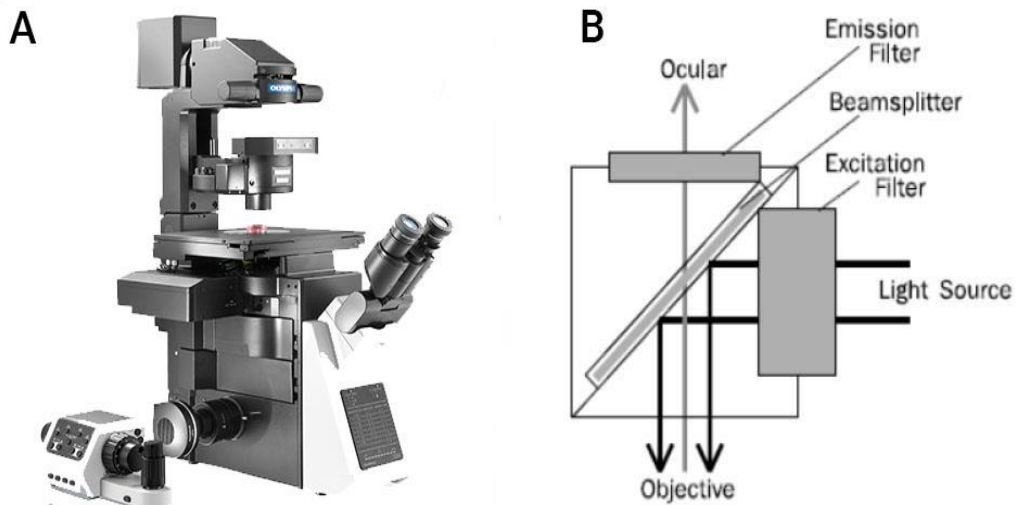 A
OLYMPUS
B
Emission
Filter
Ocular
Beamsplitter
Excitation
Filter
Light Source
Objective